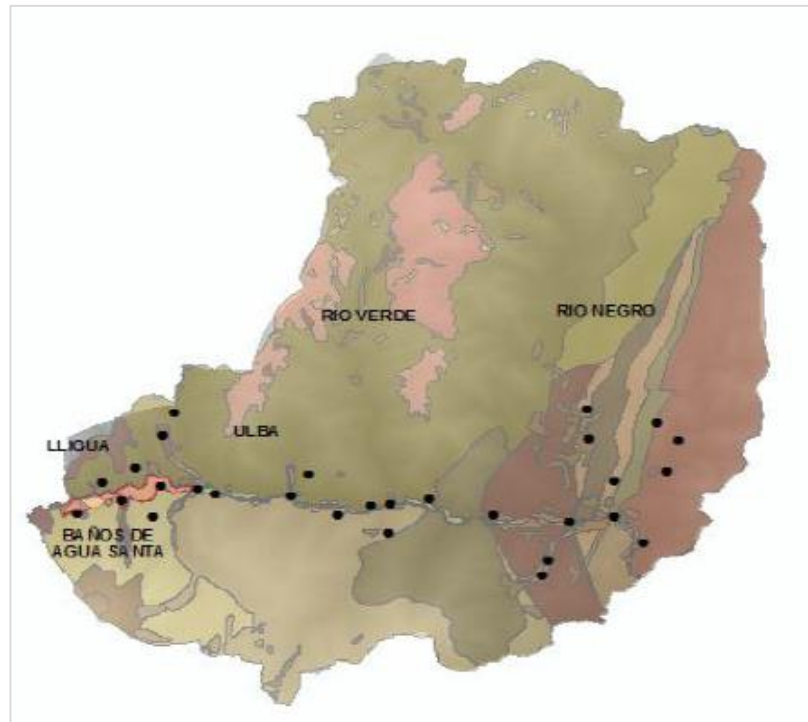 RIO VERDE
RIO NEGRO
ULBA
LLIGUA
BAÑOS DE
AGUA SANTA